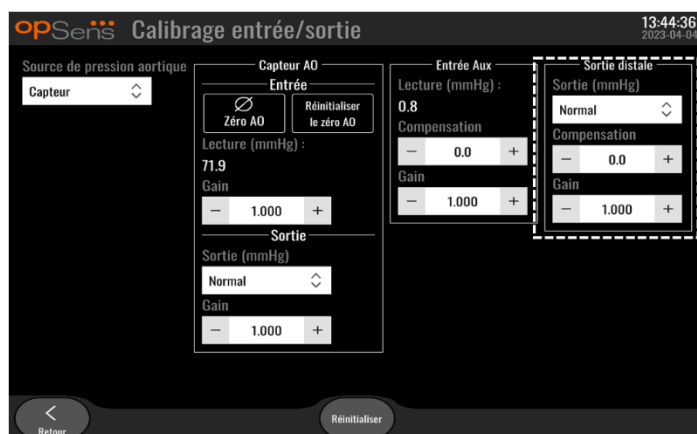 opSens Calibrage entrée/sortie
13:44:36
2023-04-04
Source de pression aortique
Capteur
Capteur AO
Entrée
Zéro AO
Réinitialiser
le zéro AO
Lecture (mmHg) :
71.9
Gain
− 1.000 +
Sortie
Sortie (mmHg)
Normal
Gain
− 1.000 +
Entrée Aux
Lecture (mmHg) :
0.8
Compensation
− 0.0 +
Gain
− 1.000 +
Sortie distale
Sortie (mmHg)
Normal
Compensation
− 0.0 +
Gain
− 1.000 +
Retour
Réinitialiser